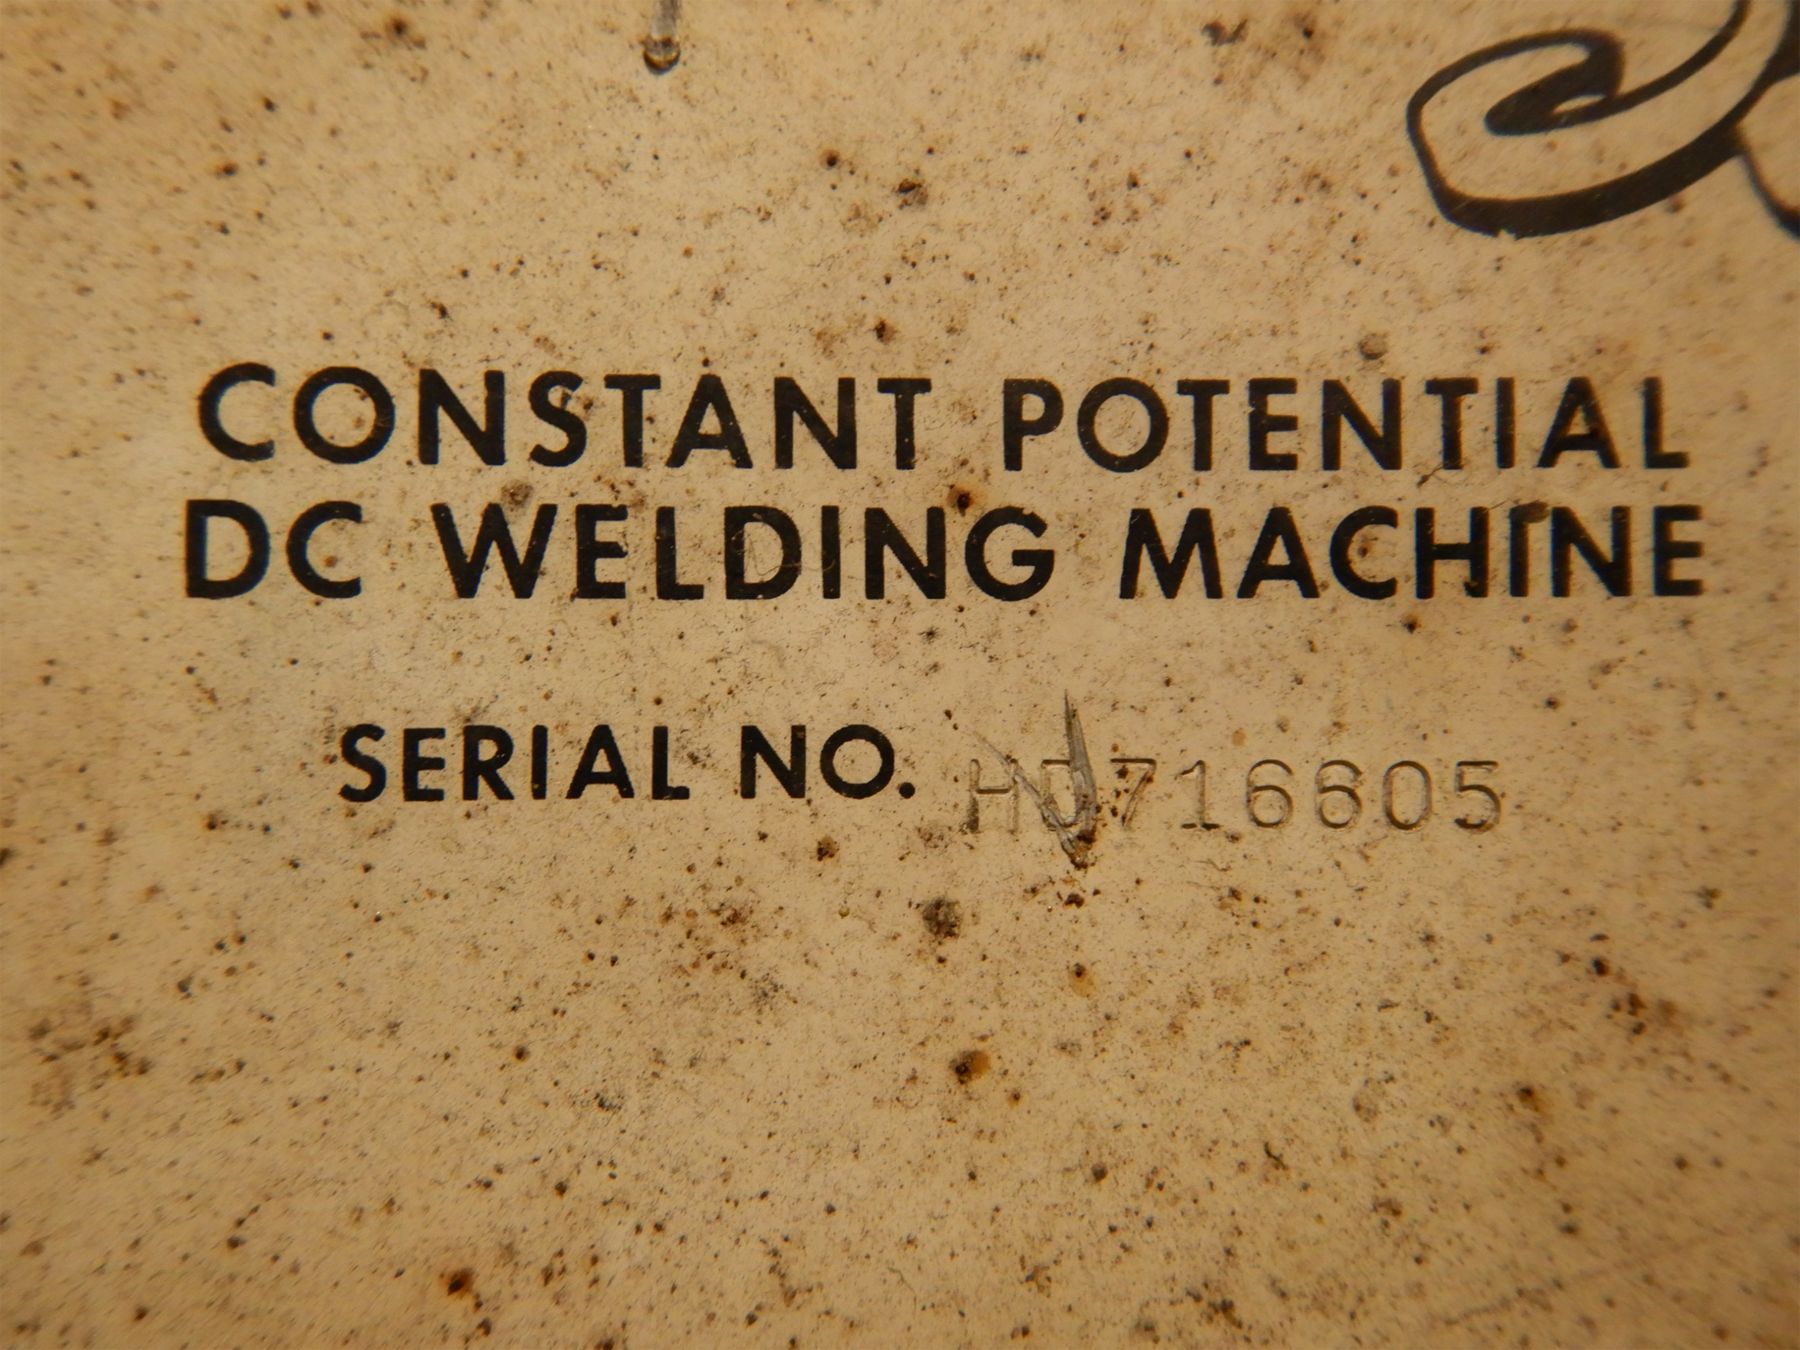 CONSTANT POTENTIAL
DC WELDING MACHINE
SERIAL NO. HD716605